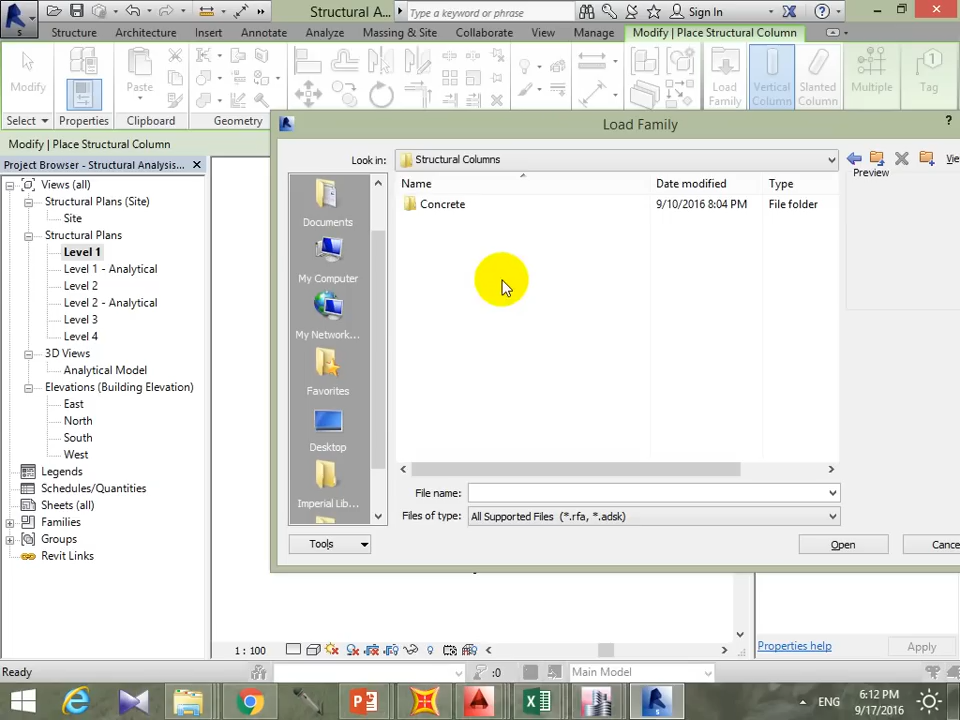 Structural A...
Type a keyword or phrase
Sign In
Structure Architecture Insert Annotate Analyze Massing & Site Collaborate View Manage Modify | Place Structural Column
Modify
Paste
Load Family
Vertical Column
Slanted Column
Multiple
Tag
Select
Properties
Clipboard
Geometry
Modify | Place Structural Column
Project Browser - Structural Analysis...
Views (all)
Structural Plans (Site)
Site
Structural Plans
Level 1
Level 1 - Analytical
Level 2
Level 2 - Analytical
Level 3
Level 4
3D Views
Analytical Model
Elevations (Building Elevation)
East
North
South
West
Legends
Schedules/Quantities
Sheets (all)
Families
Groups
Revit Links
Load Family
?
Look in: Structural Columns
Name Date modified Type
Concrete 9/10/2016 8:04 PM File folder
Preview
Documents
My Computer
My Network...
Favorites
Desktop
Imperial Lib...
File name:
Files of type: All Supported Files (*.rfa, *.adsk)
Tools
Open
Cance
1 : 100
Properties help
Apply
Ready
:0
Main Model
ENG
6:12 PM
9/17/2016